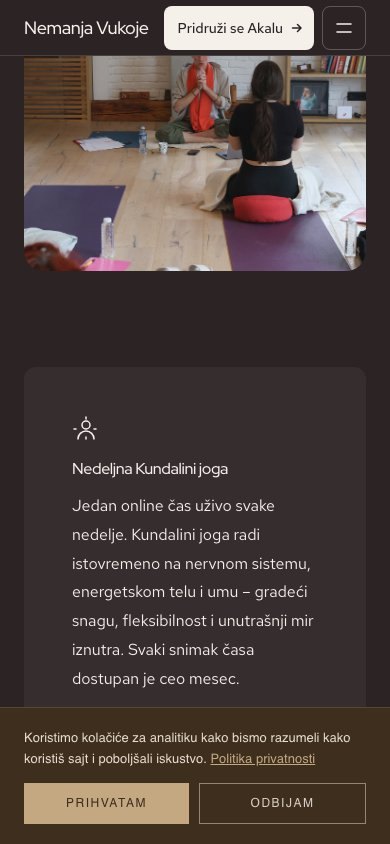 Nemanja Vukoje
Pridruži se Akalu →
Nedeljna Kundalini joga
Jedan online čas uživo svake
nedelje. Kundalini joga radi
istovremeno na nervnom sistemu,
energetskom telu i umu – gradeći
snagu, fleksibilnost i unutrašnji mir
iznutra. Svaki snimak časa
dostupan je ceo mesec.
Koristimo kolačiće za analitiku kako bismo razumeli kako
koristiš sajt i poboljšali iskustvo. Politika privatnosti
PRIHVATAM
ODBIJAM